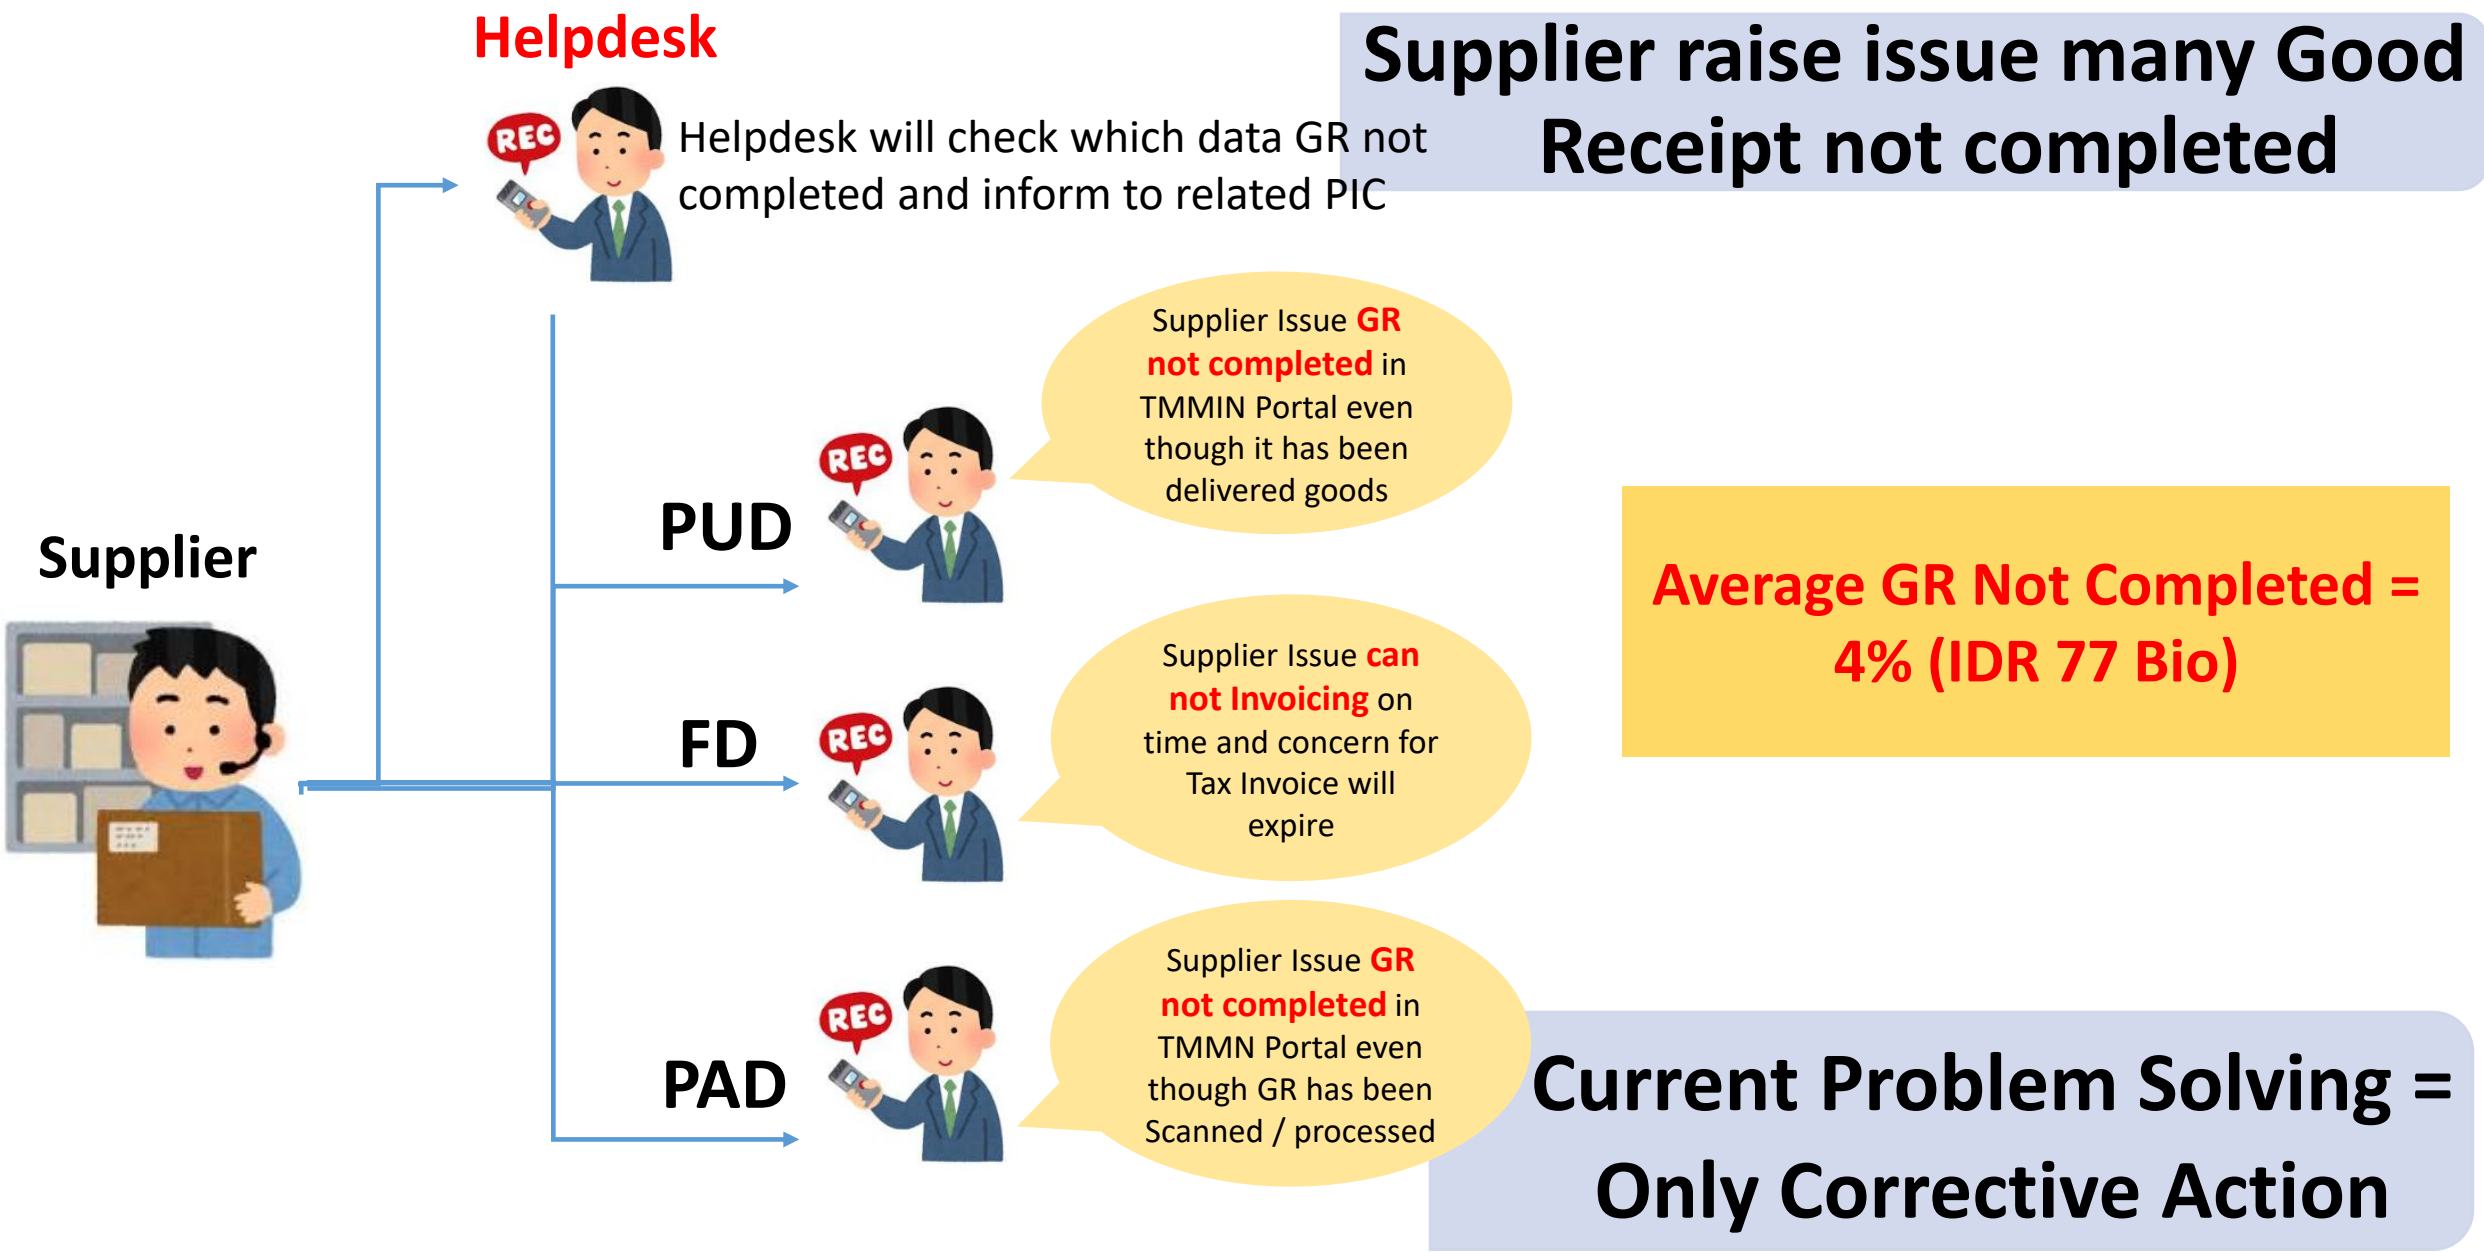 Helpdesk
Supplier raise issue many Good
Receipt not completed
REC
Helpdesk will check which data GR not
completed and inform to related PIC
Supplier
PUD
REC
Supplier Issue GR
not completed in
TMMIN Portal even
though it has been
delivered goods
Average GR Not Completed =
4% (IDR 77 Bio)
FD
REC
Supplier Issue can
not Invoicing on
time and concern for
Tax Invoice will
expire
PAD
REC
Supplier Issue GR
not completed in
TMMN Portal even
though GR has been
Scanned / processed
Current Problem Solving =
Only Corrective Action